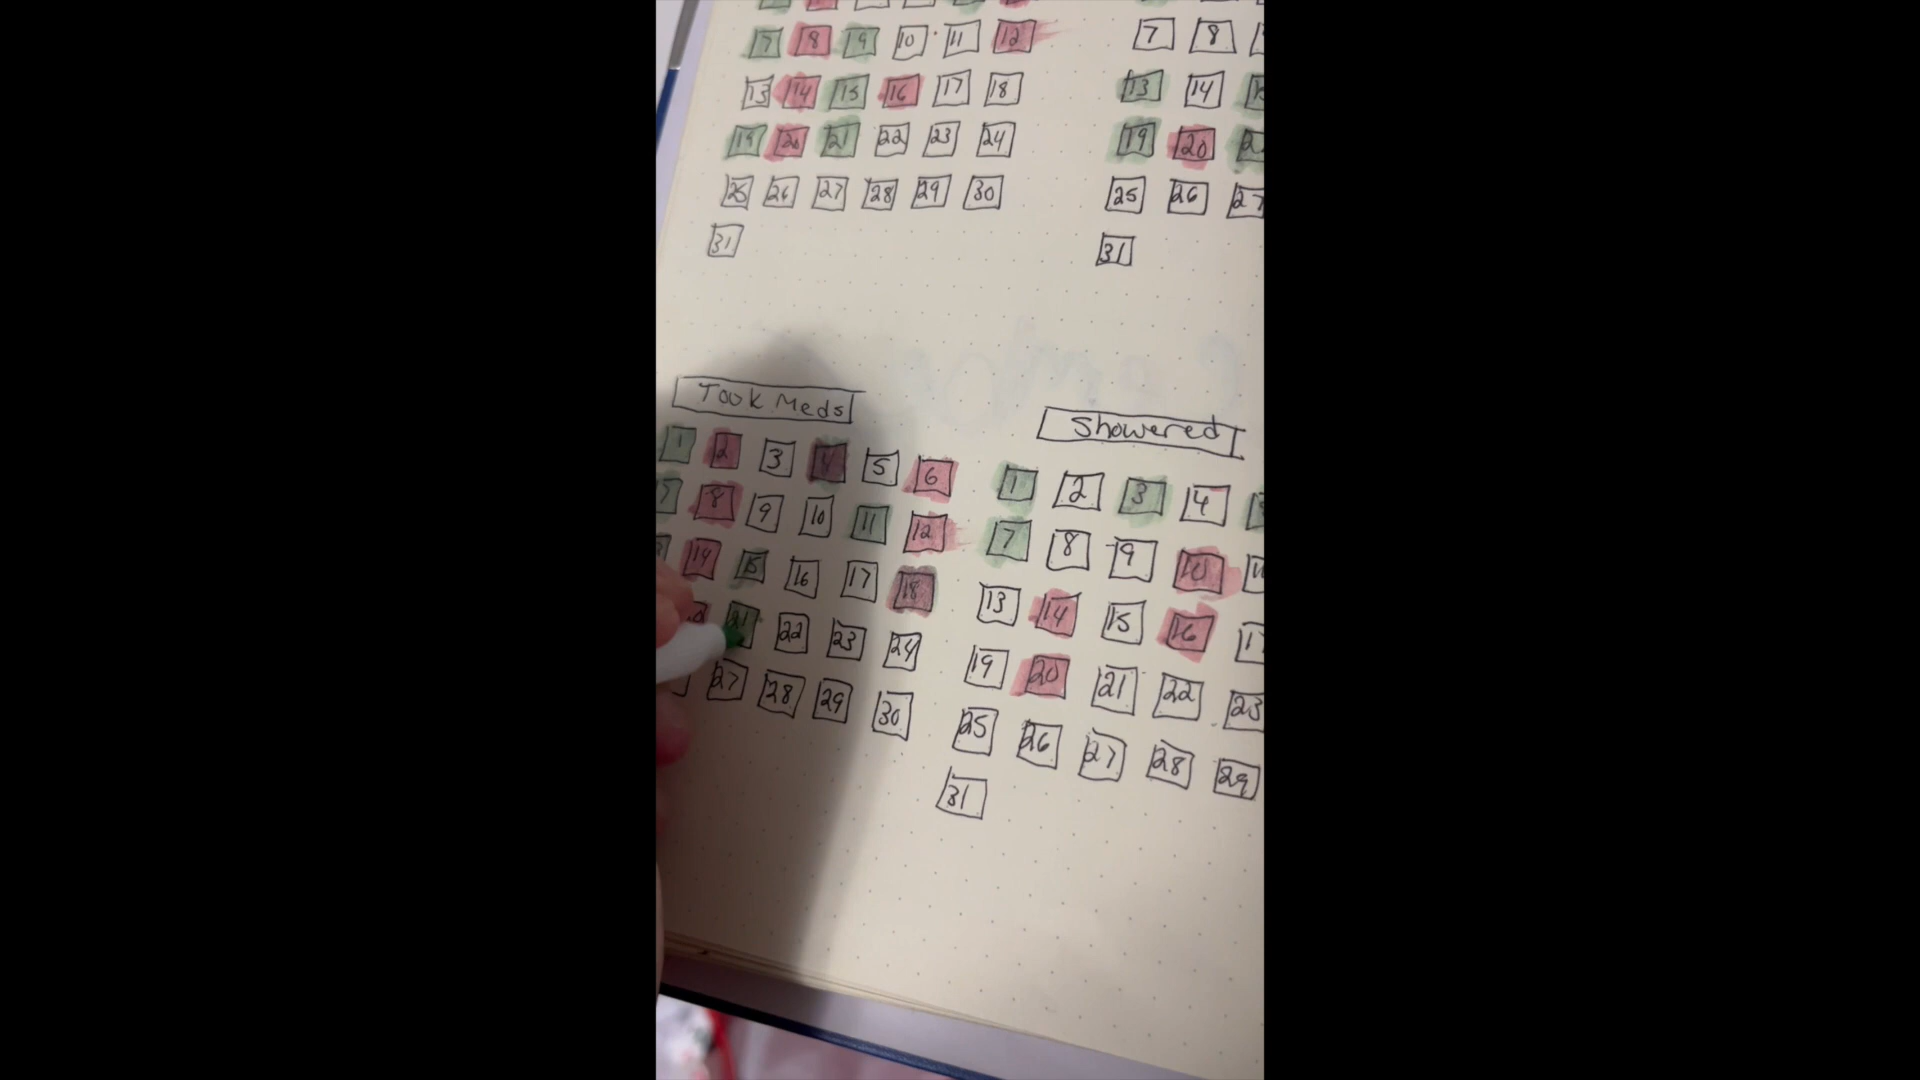 7 8 9 10 11 12
13 14 15 16 17 18
19 20 21 22 23 24
25 26 27 28 29 30
31
7 8
13 14
19 20
25 26 27
31
Took Meds
1 2 3 4 5 6
7 8 9 10 11 12
14 15 16 17 18
21 22 23 24
27 28 29 30
Showered
1 2 3 4
7 8 9 10
13 14 15 16
19 20 21 22 23
25 26 27 28 29
31